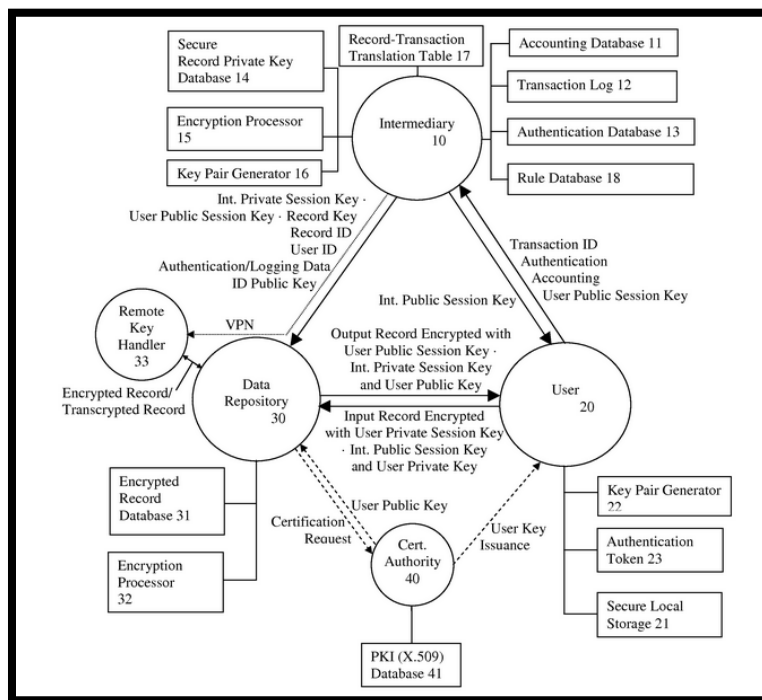 Secure
Record Private Key
Database 14
Record-Transaction
Translation Table 17
Accounting Database 11
Transaction Log 12
Encryption Processor
15
Intermediary
10
Authentication Database 13
Key Pair Generator 16
Rule Database 18
Int. Private Session Key ·
User Public Session Key · Record Key
Record ID
User ID
Authentication/Logging Data
ID Public Key
Transaction ID
Authentication
Accounting
User Public Session Key
Int. Public Session Key
Remote
Key
Handler
33
VPN
Output Record Encrypted with
User Public Session Key ·
Int. Private Session Key
and User Public Key
Encrypted Record/
Transcrypted Record
Data
Repository
30
User
20
Input Record Encrypted
with User Private Session Key
· Int. Public Session Key
and User Private Key
Encrypted
Record
Database 31
User Public Key
Certification
Request
User Key
Issuance
Key Pair Generator
22
Encryption
Processor
32
Cert.
Authority
40
Authentication
Token 23
Secure Local
Storage 21
PKI (X.509)
Database 41